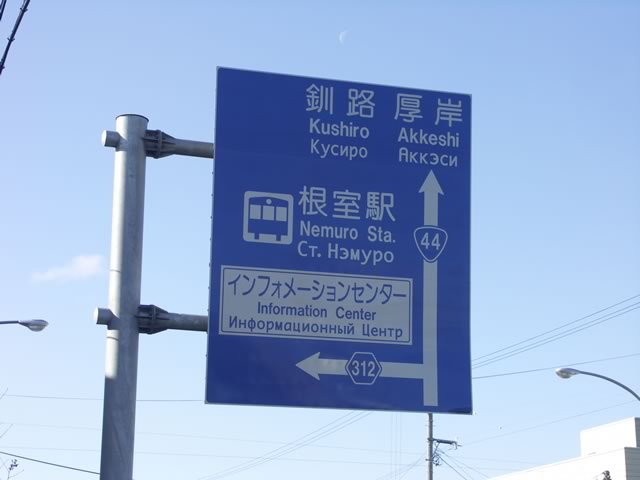 釧路 厚岸
Kushiro Akkeshi
Кусиро Аккэси
根室駅
Nemuro Sta.
Ст. Нэмуро
44
インフォメーションセンター
Information Center
Информационный Центр
312